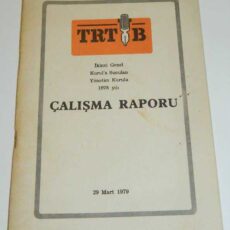 TRT B
İkinci Genel
Kurul'a Sunulan
Yönetim Kurulu
1978 yılı
ÇALIŞMA RAPORU
29 Mart 1979